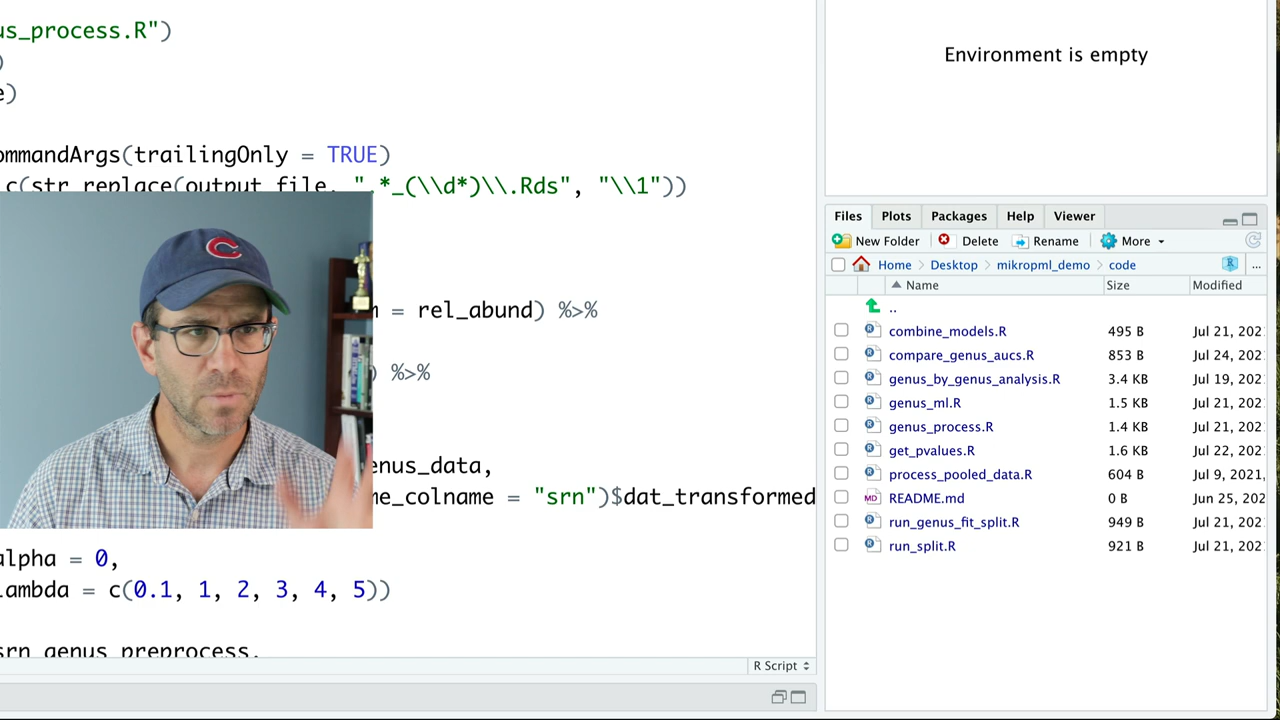 us_process.R")
)
e)
ommandArgs(trailingOnly = TRUE)
c(str_replace(output_file, ".*_(\\d*)\\.Rds", "\\1"))
= rel_abund) %>%
) %>%
enus_data,
me_colname = "srn")$dat_transformed
alpha = 0,
lambda = c(0.1, 1, 2, 3, 4, 5))
srn_genus_preprocess,
R Script
Environment is empty
Files Plots Packages Help Viewer
New Folder Delete Rename More
Home Desktop mikropml_demo code ...
Name Size Modified
..
combine_models.R 495 B Jul 21, 202
compare_genus_aucs.R 853 B Jul 24, 202
genus_by_genus_analysis.R 3.4 KB Jul 19, 202
genus_ml.R 1.5 KB Jul 21, 202
genus_process.R 1.4 KB Jul 21, 202
get_pvalues.R 1.6 KB Jul 22, 202
process_pooled_data.R 604 B Jul 9, 2021,
MD README.md 0 B Jun 25, 202
run_genus_fit_split.R 949 B Jul 21, 202
run_split.R 921 B Jul 21, 202